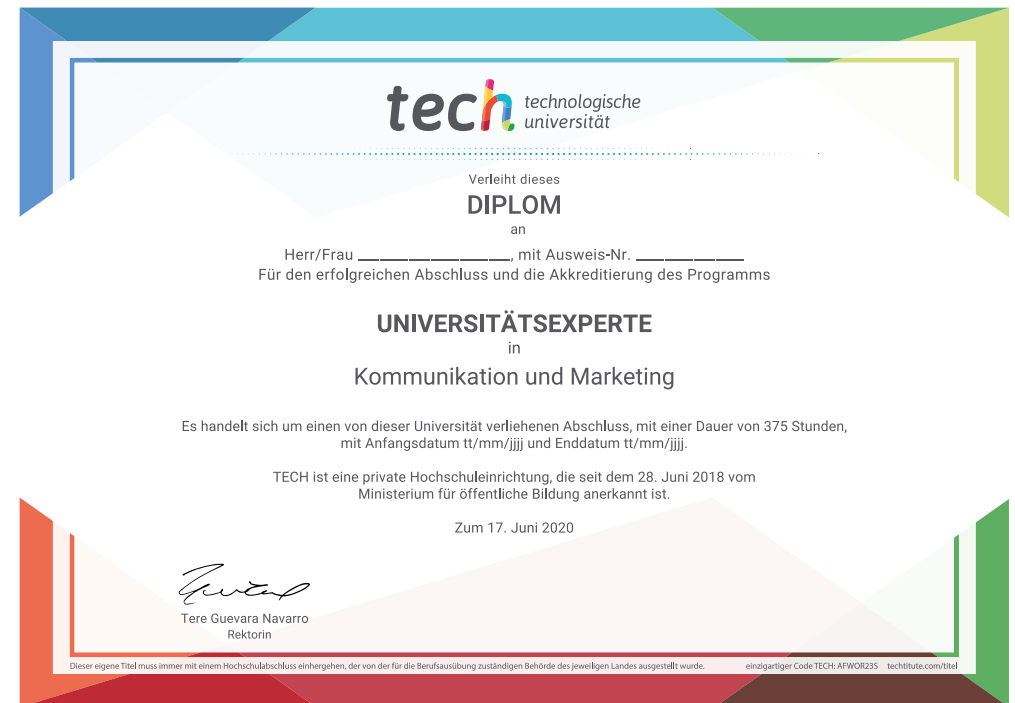 tech technologische
universität
Verleiht dieses
DIPLOM
an
Herr/Frau ____________________, mit Ausweis-Nr. ______________
Für den erfolgreichen Abschluss und die Akkreditierung des Programms
UNIVERSITÄTSEXPERTE
in
Kommunikation und Marketing
Es handelt sich um einen von dieser Universität verliehenen Abschluss, mit einer Dauer von 375 Stunden,
mit Anfangsdatum tt/mm/jjjj und Enddatum tt/mm/jjjj.
TECH ist eine private Hochschuleinrichtung, die seit dem 28. Juni 2018 vom
Ministerium für öffentliche Bildung anerkannt ist.
Zum 17. Juni 2020
Tere Guevara Navarro
Rektorin
Dieser eigene Titel muss immer mit einem Hochschulabschluss einhergehen, der von der für die Berufsausübung zuständigen Behörde des jeweiligen Landes ausgestellt wurde. einzigartiger Code TECH: AFWOR23S techtitute.com/titel